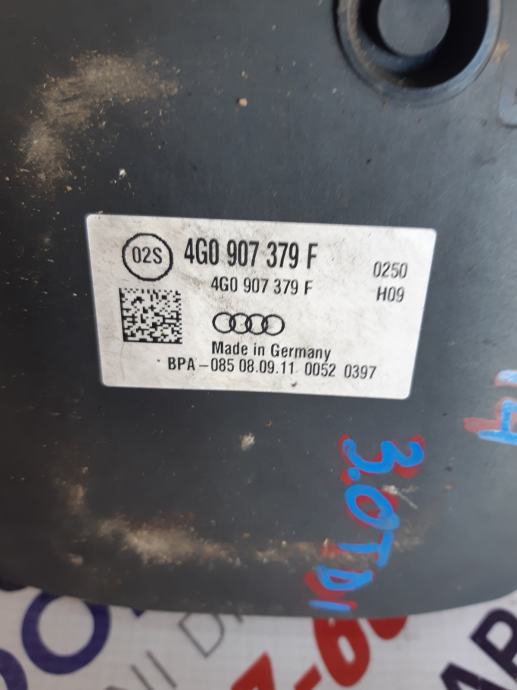 02S
4G0 907 379 F
0250
4G0 907 379 F
H09
Made in Germany
BPA-085 08.09.11 0052 0397
3.0TDI